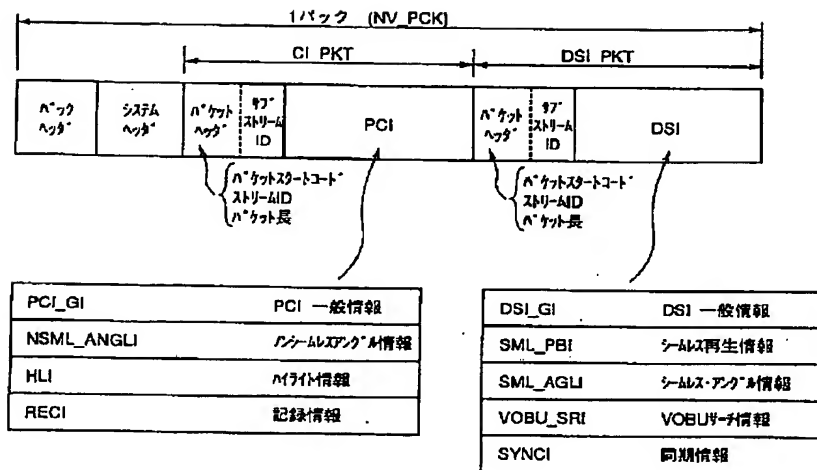 1パック (NV_PCK)
CI PKT
DSI PKT
パック
ヘッダ
システム
ヘッダ
パケット
ヘッダ
サブ
ストリーム
ID
PCI
パケット
ヘッダ
サブ
ストリーム
ID
DSI
パケットスタートコード
ストリームID
パケット長
パケットスタートコード
ストリームID
パケット長
PCI_GI PCI 一般情報
NSML_ANGLI ノンシームレスアングル情報
HLI ハイライト情報
RECI 記録情報
DSI_GI DSI 一般情報
SML_PBI シームレス再生情報
SML_AGLI シームレス・アングル情報
VOBU_SRI VOBUサーチ情報
SYNCI 同期情報